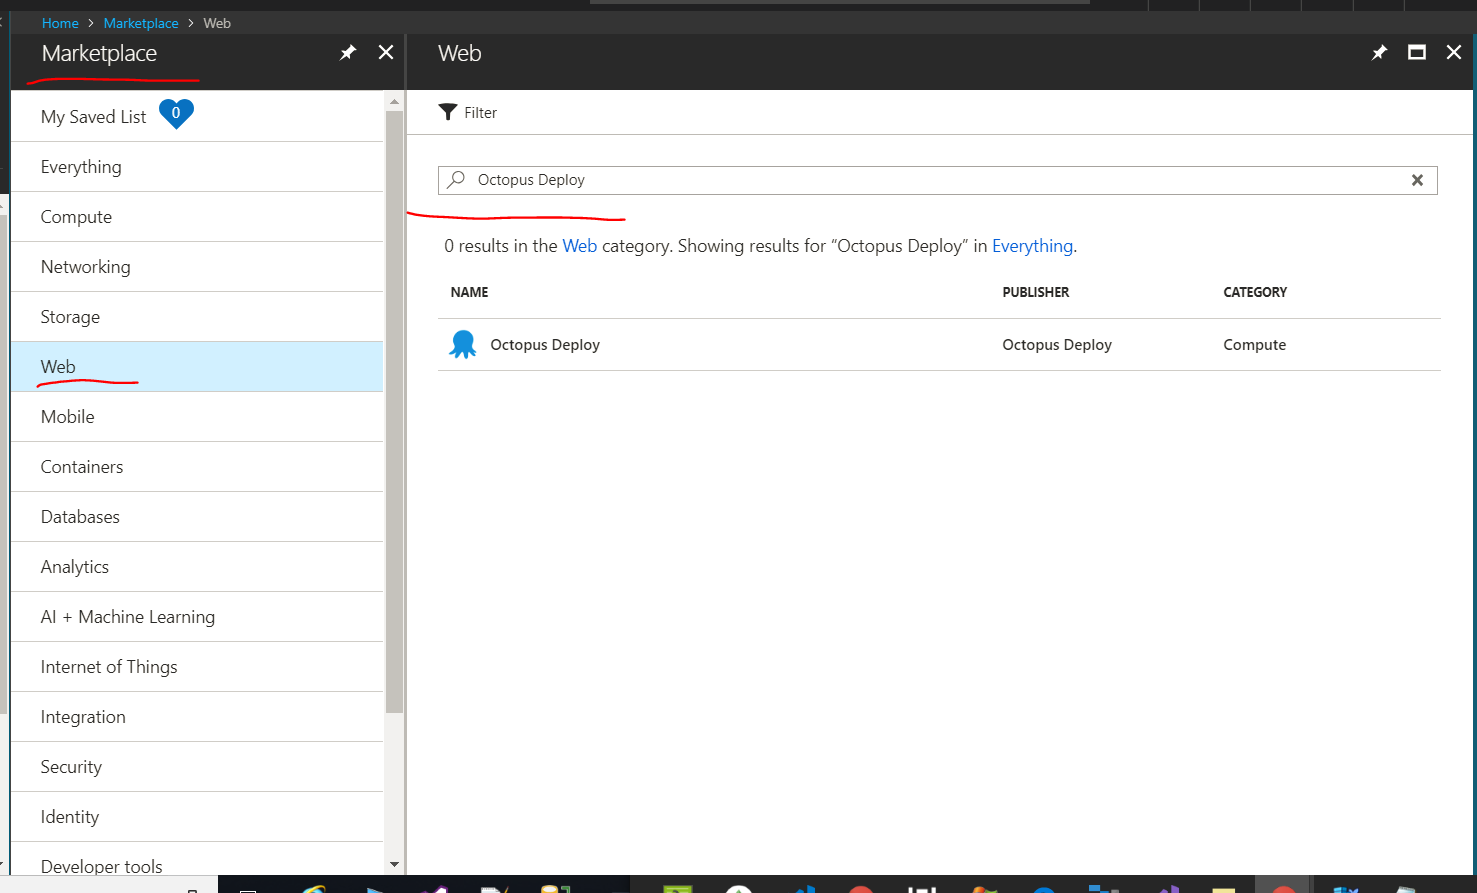 Home > Marketplace > Web
Marketplace
My Saved List 0
Everything
Compute
Networking
Storage
Web
Mobile
Containers
Databases
Analytics
AI + Machine Learning
Internet of Things
Integration
Security
Identity
Developer tools
Web
Filter
Octopus Deploy
0 results in the Web category. Showing results for “Octopus Deploy” in Everything.
NAME PUBLISHER CATEGORY
Octopus Deploy Octopus Deploy Compute